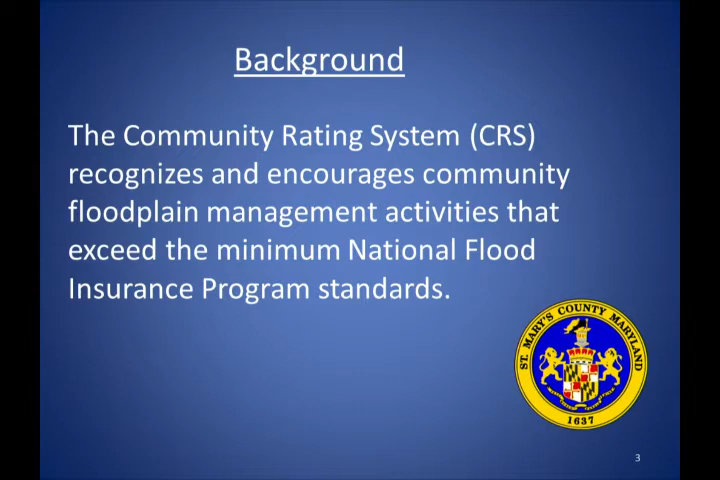 Background
The Community Rating System (CRS)
recognizes and encourages community
floodplain management activities that
exceed the minimum National Flood
Insurance Program standards.
ST. MARY'S COUNTY MARYLAND
1637
3